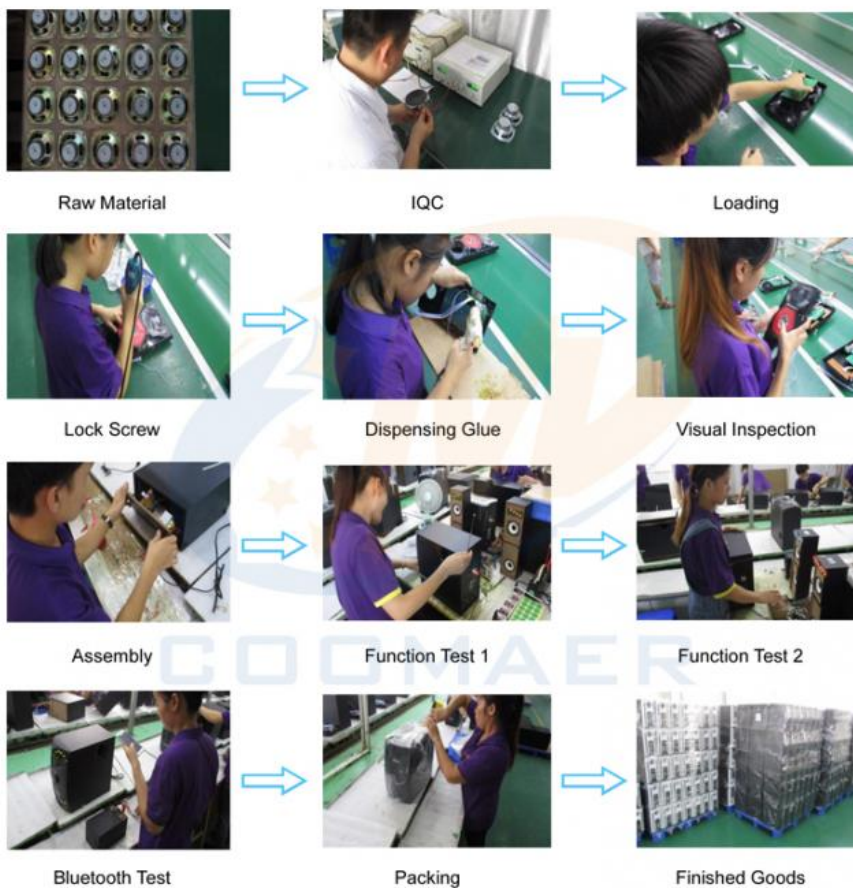 Raw Material
IQC
Loading
Lock Screw
Dispensing Glue
Visual Inspection
Assembly
Function Test 1
Function Test 2
COOMAER
Bluetooth Test
Packing
Finished Goods